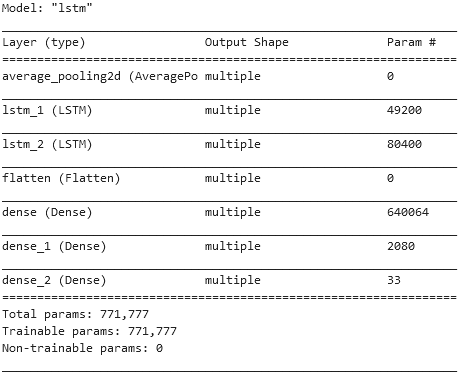 Model: "lstm"
Layer (type) Output Shape Param #
average_pooling2d (AveragePo multiple 0
lstm_1 (LSTM) multiple 49200
lstm_2 (LSTM) multiple 80400
flatten (Flatten) multiple 0
dense (Dense) multiple 640064
dense_1 (Dense) multiple 2080
dense_2 (Dense) multiple 33
Total params: 771,777
Trainable params: 771,777
Non-trainable params: 0